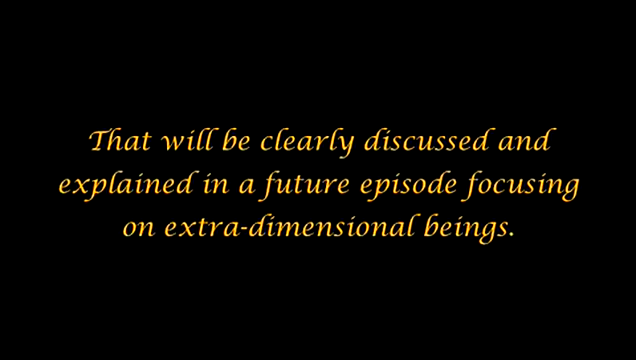 That will be clearly discussed and
explained in a future episode focusing
on extra-dimensional beings.